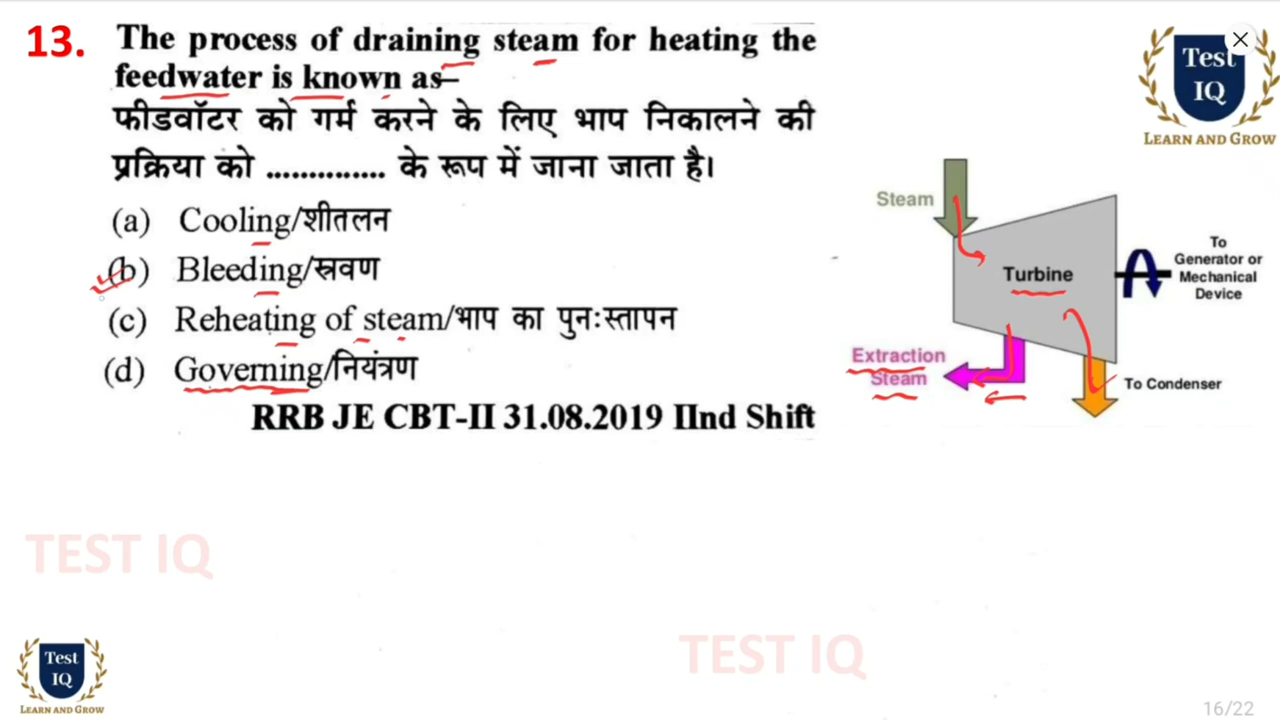 13. The process of draining steam for heating the
feedwater is known as–
फीडवॉटर को गर्म करने के लिए भाप निकालने की
प्रक्रिया को .............. के रूप में जाना जाता है।
(a) Cooling/शीतलन
(b) Bleeding/स्रवण
(c) Reheating of steam/भाप का पुनःस्तापन
(d) Governing/नियंत्रण
RRB JE CBT-II 31.08.2019 IInd Shift
Test
IQ
LEARN AND GROW
Steam
Turbine
To
Generator or
Mechanical
Device
Extraction
Steam
To Condenser
TEST IQ
TEST IQ
Test
IQ
LEARN AND GROW
16/22